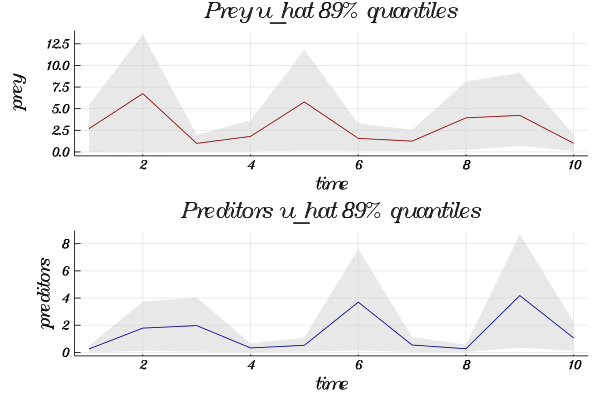 Prey u_hat 89% quantiles
12.5
10.0
7.5
5.0
2.5
0.0
prey
2 4 6 8 10
time
Preditors u_hat 89% quantiles
8
6
4
2
0
preditors
2 4 6 8 10
time